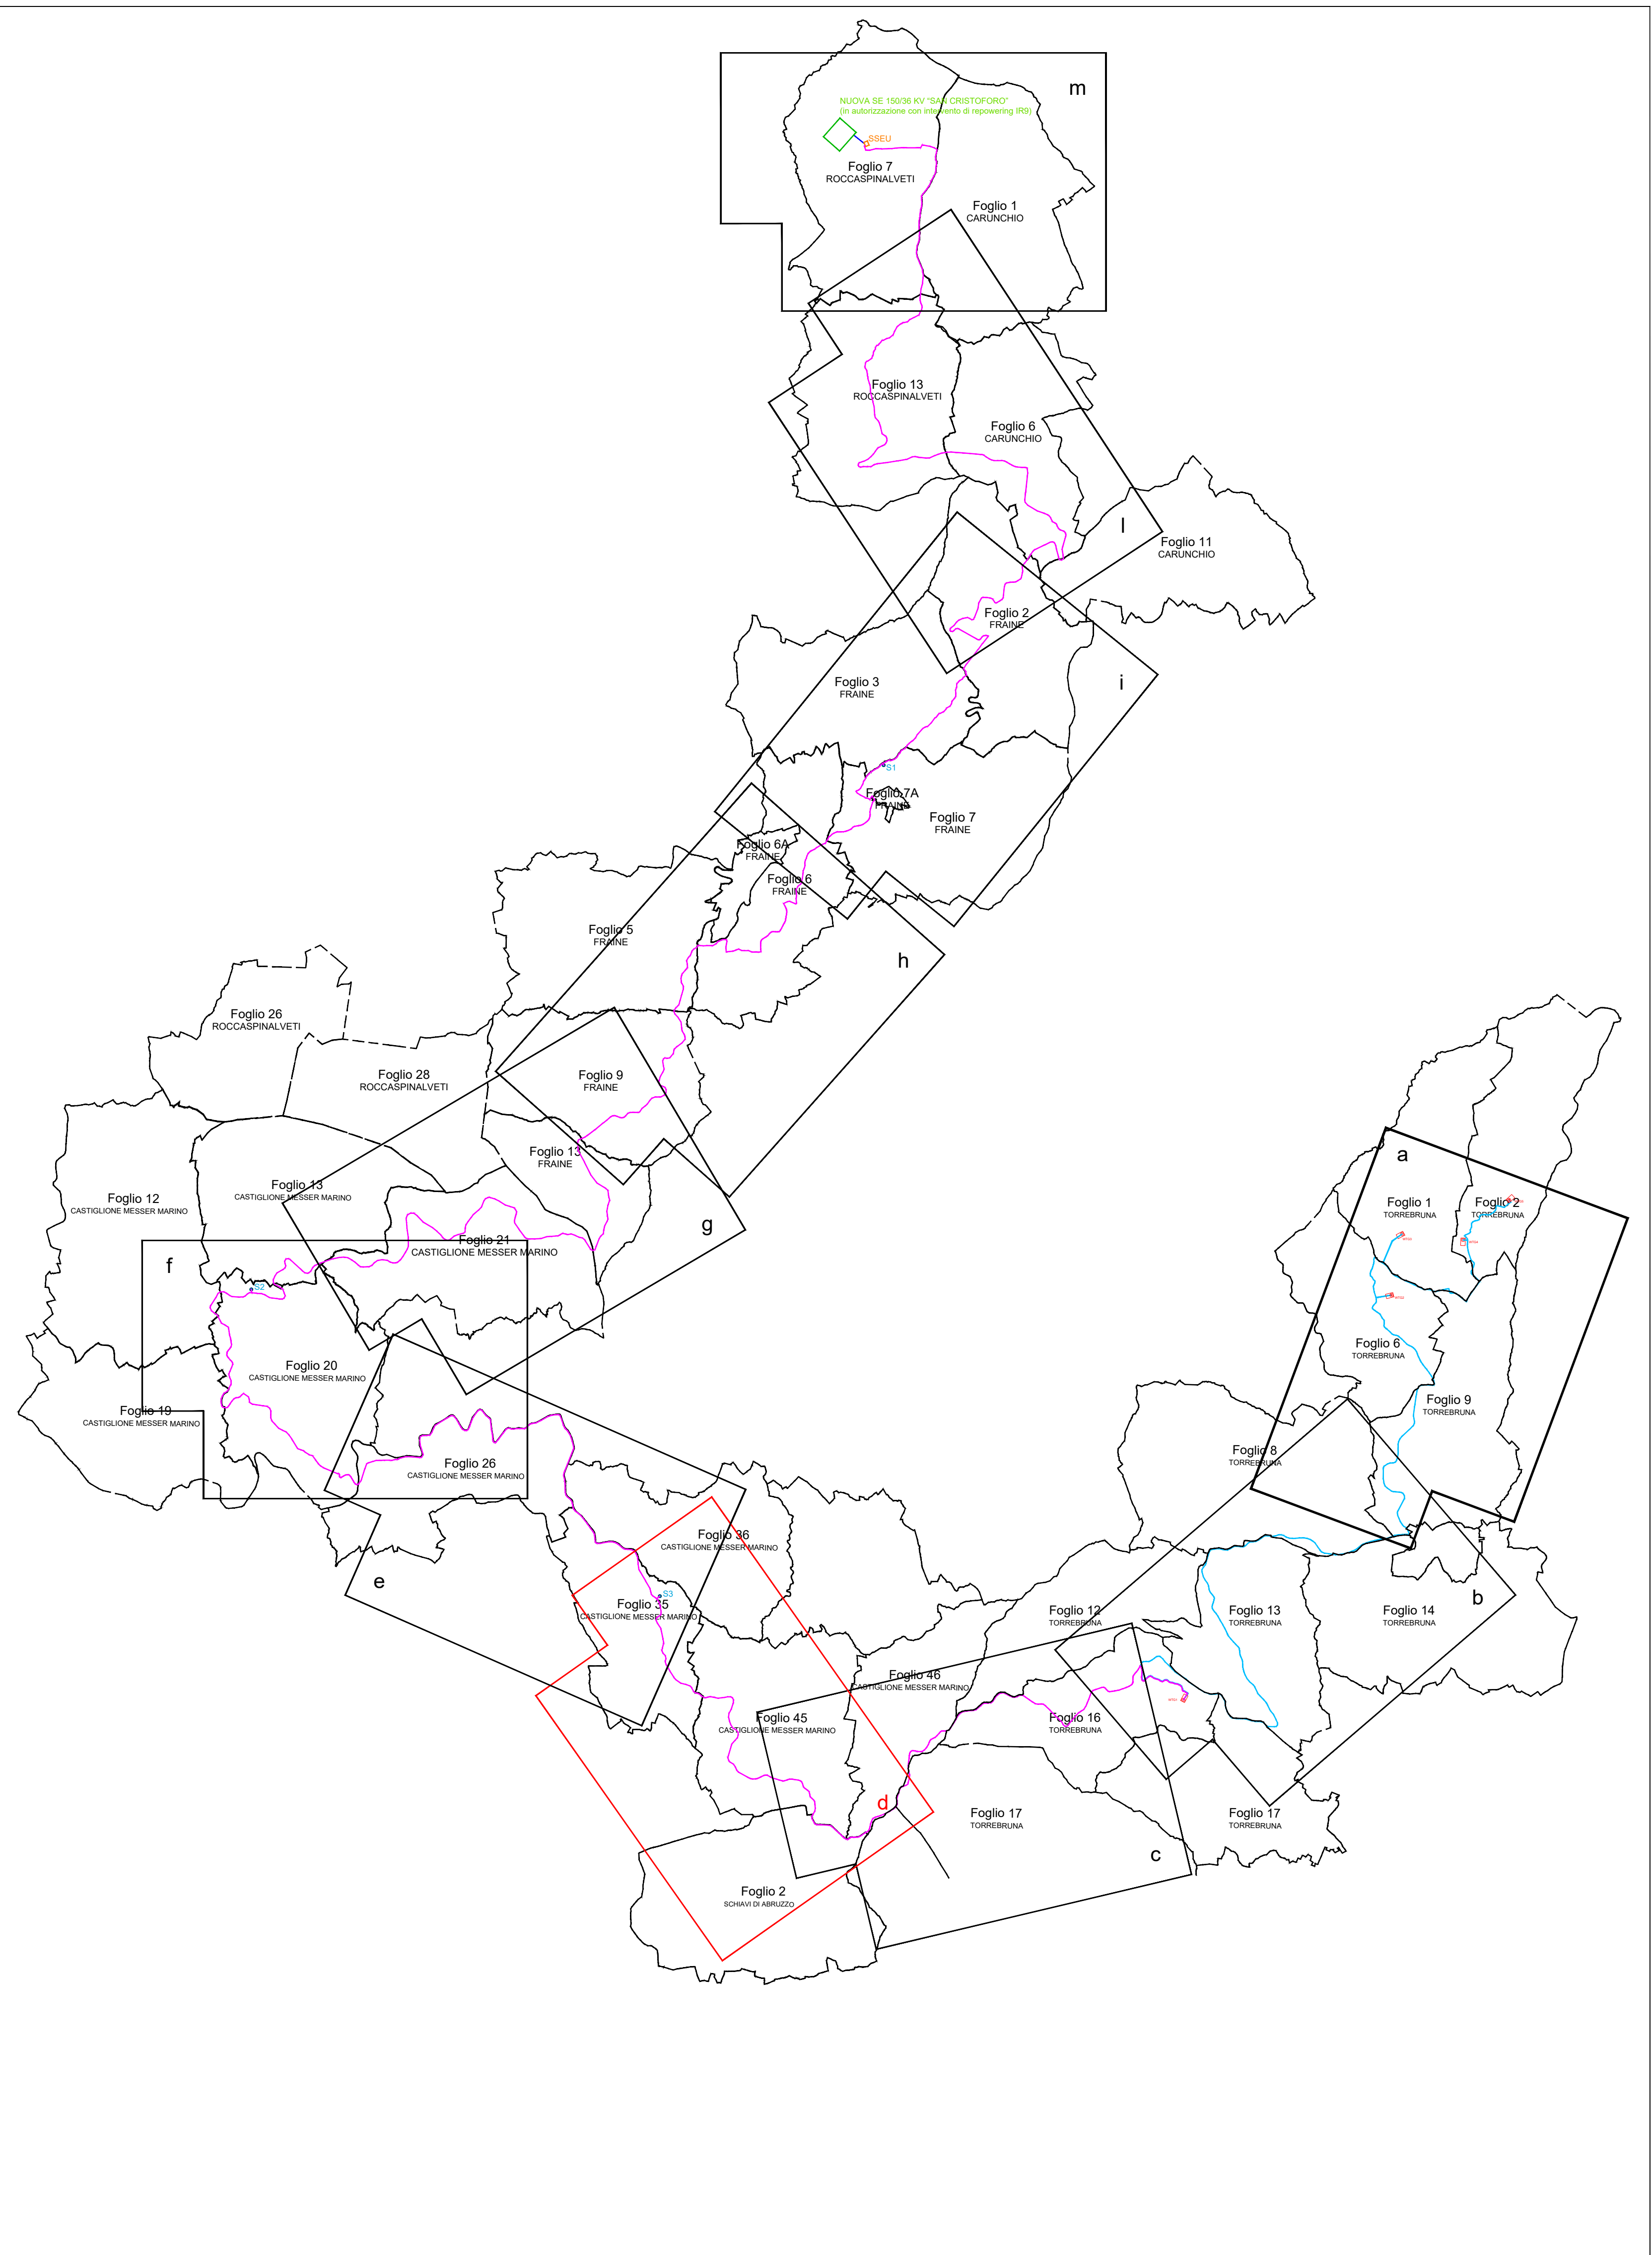 m
NUOVA SE 150/36 KV "SAN CRISTOFORO"
(in autorizzazione con intervento di repowering IR9)
SSEU
Foglio 7
ROCCASPINALVETI
Foglio 1
CARUNCHIO
Foglio 13
ROCCASPINALVETI
Foglio 6
CARUNCHIO
l
Foglio 11
CARUNCHIO
Foglio 2
FRAINE
i
Foglio 3
FRAINE
S1
Foglio 7A
FRAINE
Foglio 7
FRAINE
Foglio 6A
FRAINE
Foglio 6
FRAINE
Foglio 5
FRAINE
h
Foglio 26
ROCCASPINALVETI
Foglio 28
ROCCASPINALVETI
Foglio 9
FRAINE
Foglio 13
FRAINE
a
Foglio 12
CASTIGLIONE MESSER MARINO
Foglio 13
CASTIGLIONE MESSER MARINO
Foglio 1
TORREBRUNA
Foglio 2
TORREBRUNA
g
Foglio 21
CASTIGLIONE MESSER MARINO
f
S2
Foglio 6
TORREBRUNA
Foglio 20
CASTIGLIONE MESSER MARINO
Foglio 9
TORREBRUNA
Foglio 19
CASTIGLIONE MESSER MARINO
Foglio 8
TORREBRUNA
Foglio 26
CASTIGLIONE MESSER MARINO
Foglio 36
CASTIGLIONE MESSER MARINO
e
S3
Foglio 35
CASTIGLIONE MESSER MARINO
b
Foglio 12
TORREBRUNA
Foglio 13
TORREBRUNA
Foglio 14
TORREBRUNA
Foglio 46
CASTIGLIONE MESSER MARINO
Foglio 45
CASTIGLIONE MESSER MARINO
Foglio 16
TORREBRUNA
d
Foglio 17
TORREBRUNA
Foglio 17
TORREBRUNA
c
Foglio 2
SCHIAVI DI ABRUZZO